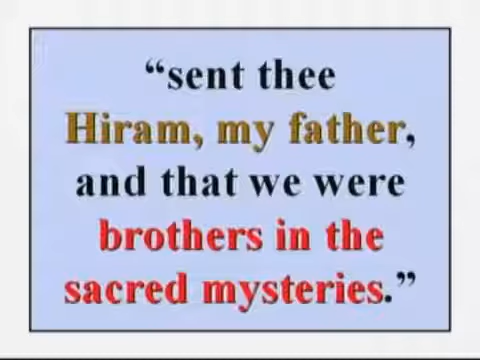 “sent thee
Hiram, my father,
and that we were
brothers in the
sacred mysteries.”